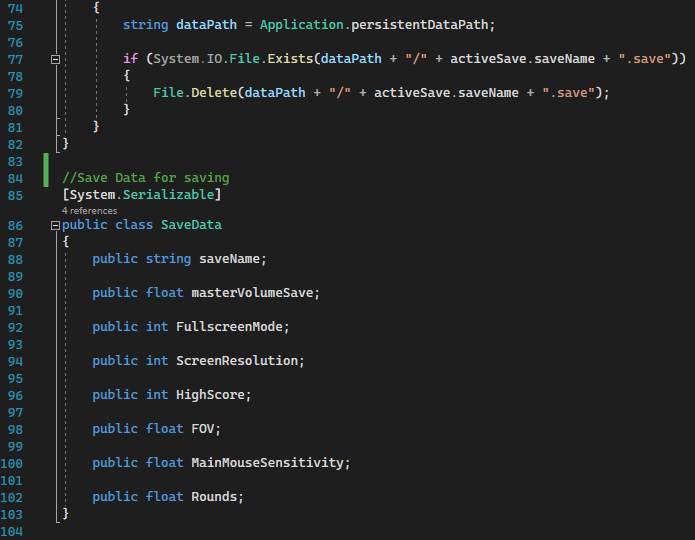 74 {
75 string dataPath = Application.persistentDataPath;
76
77 if (System.IO.File.Exists(dataPath + "/" + activeSave.saveName + ".save"))
78 {
79 File.Delete(dataPath + "/" + activeSave.saveName + ".save");
80 }
81 }
82 }
83
84 //Save Data for saving
85 [System.Serializable]
4 references
86 public class SaveData
87 {
88 public string saveName;
89
90 public float masterVolumeSave;
91
92 public int FullscreenMode;
93
94 public int ScreenResolution;
95
96 public int HighScore;
97
98 public float FOV;
99
100 public float MainMouseSensitivity;
101
102 public float Rounds;
103 }
104